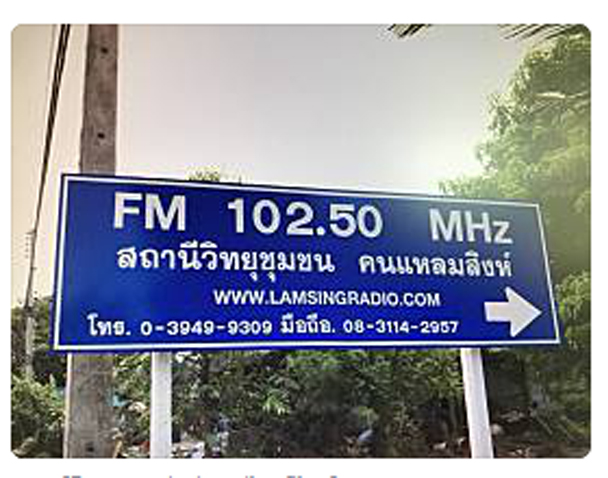 FM 102.50 MHz
สถานีวิทยุชุมชน คนแหลมสิงห์
WWW.LAMSINGRADIO.COM
โทร. 0-3949-9309 มือถือ. 08-3114-2957